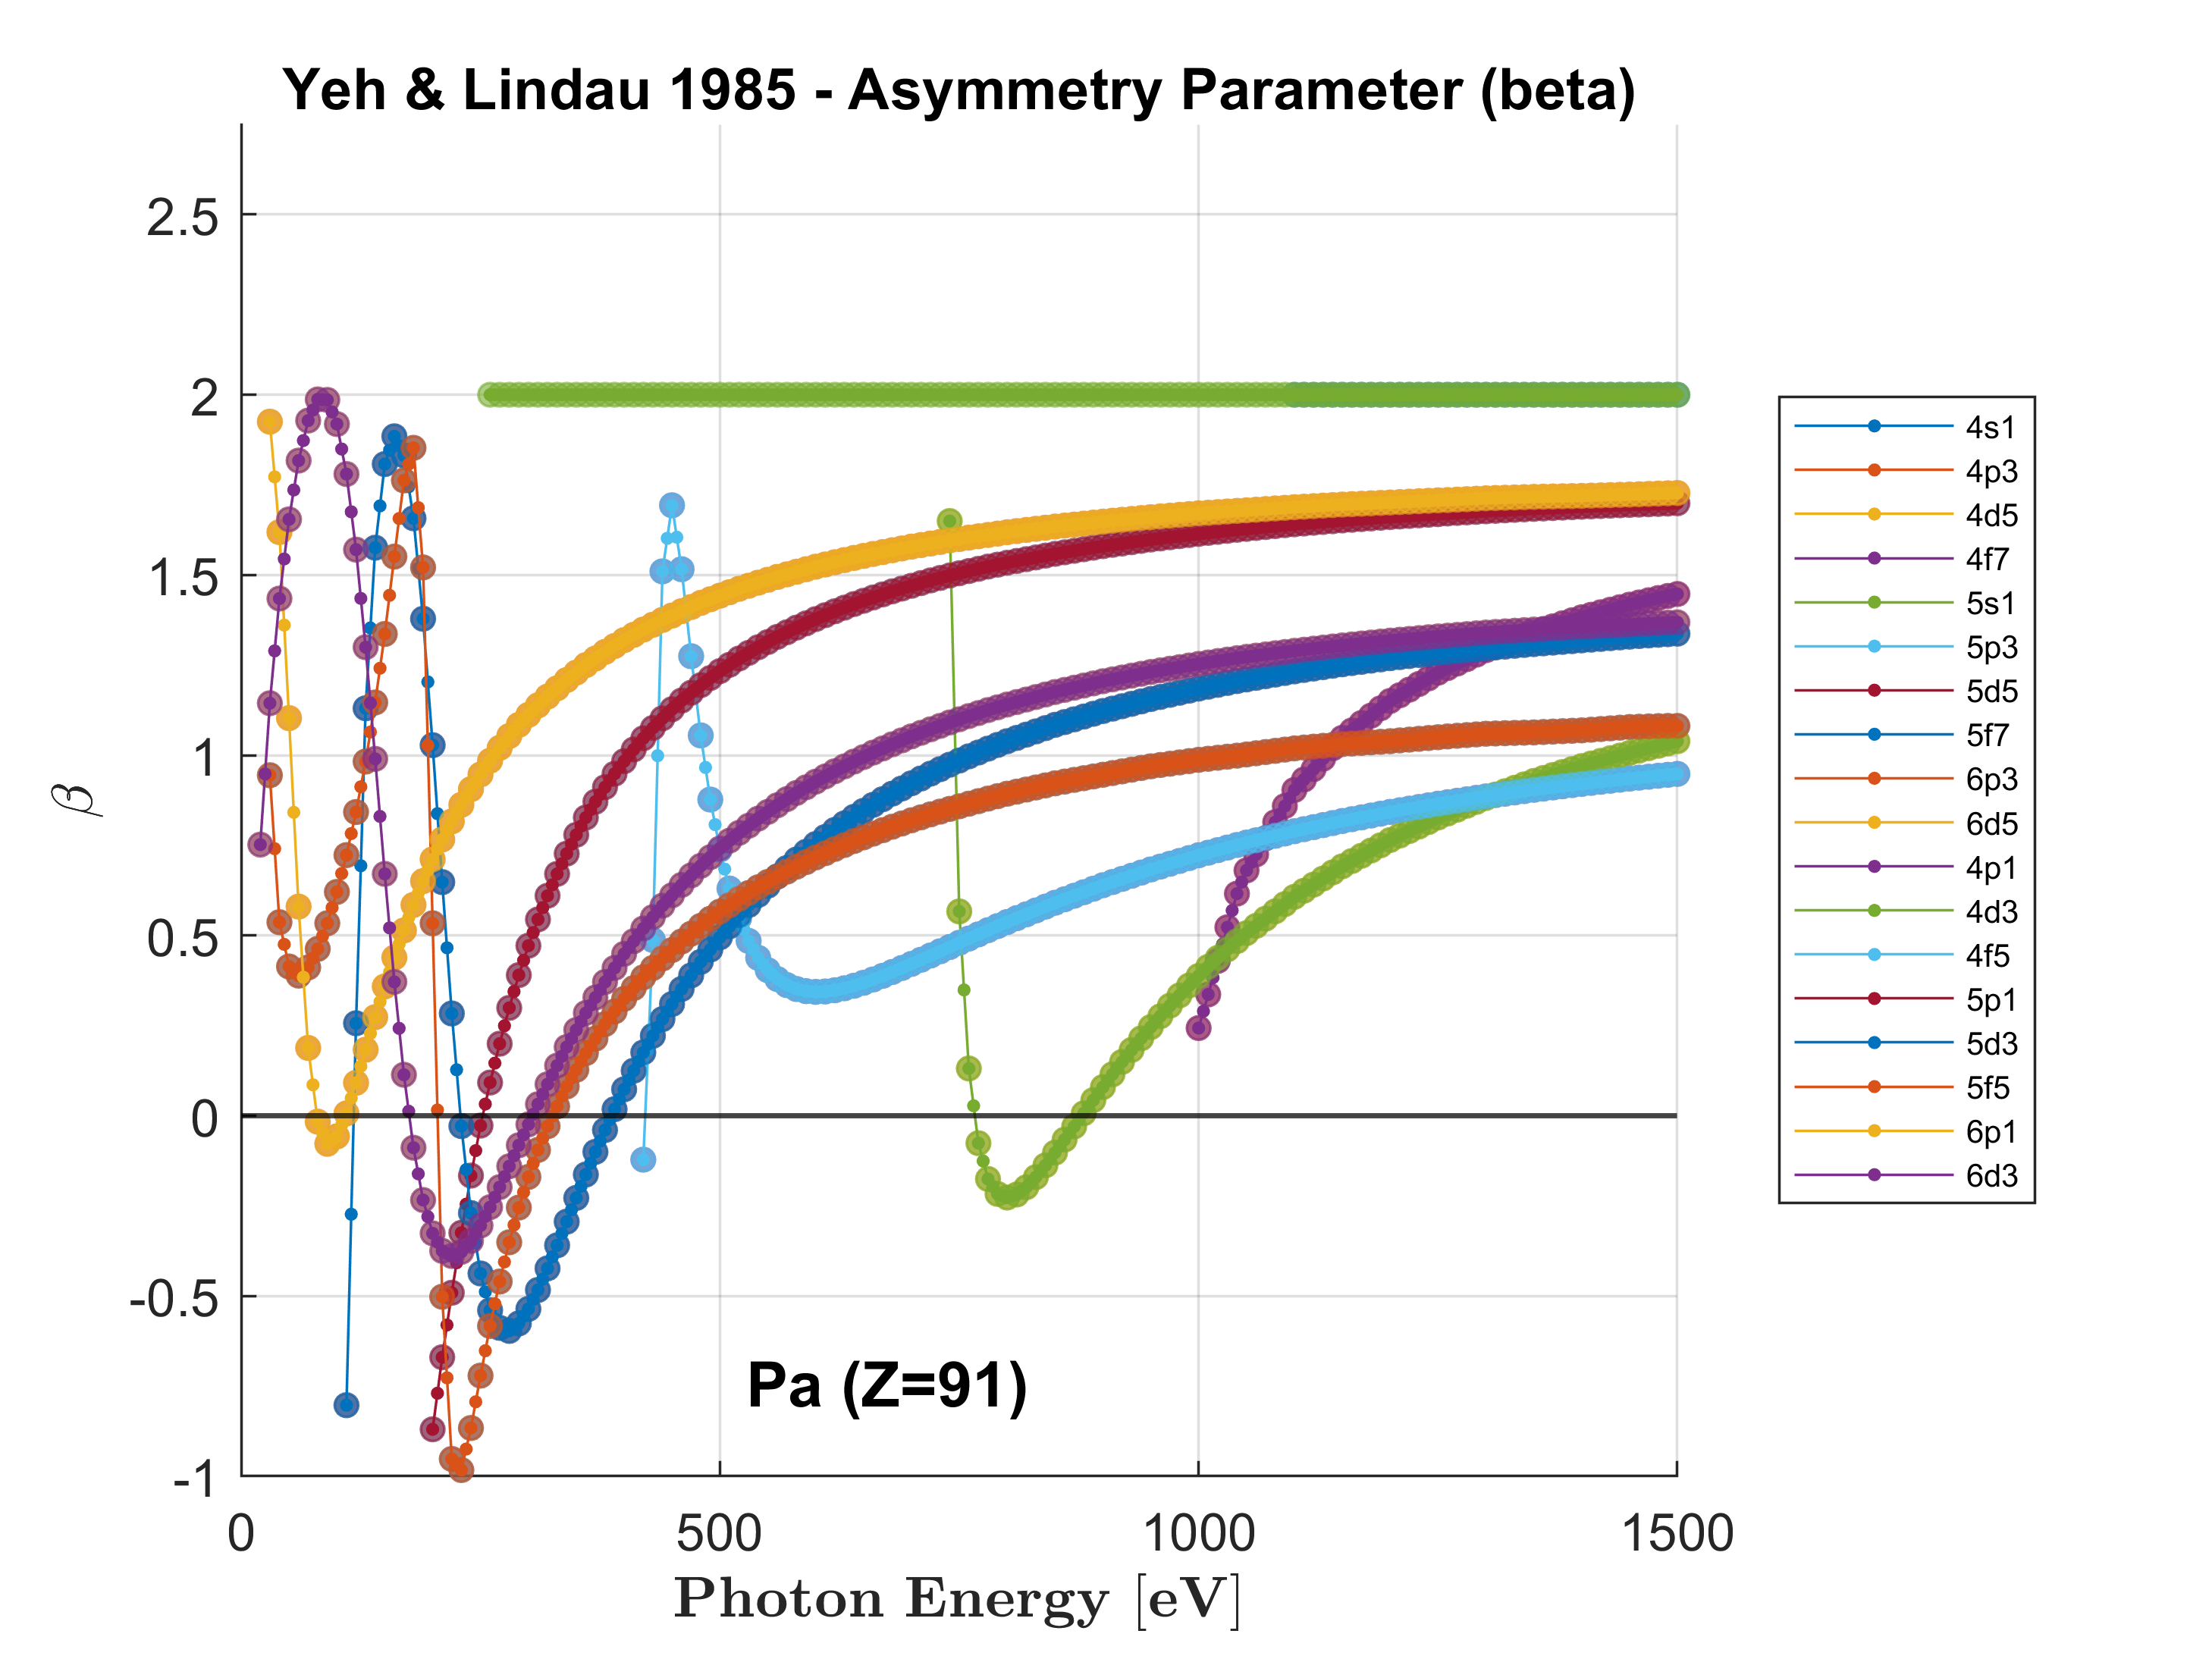 Yeh & Lindau 1985 - Asymmetry Parameter (beta)
2.5
2
1.5
1
0.5
0
-0.5
-1
β
0 500 1000 1500
Photon Energy [eV]
Pa (Z=91)
4s1
4p3
4d5
4f7
5s1
5p3
5d5
5f7
6p3
6d5
4p1
4d3
4f5
5p1
5d3
5f5
6p1
6d3